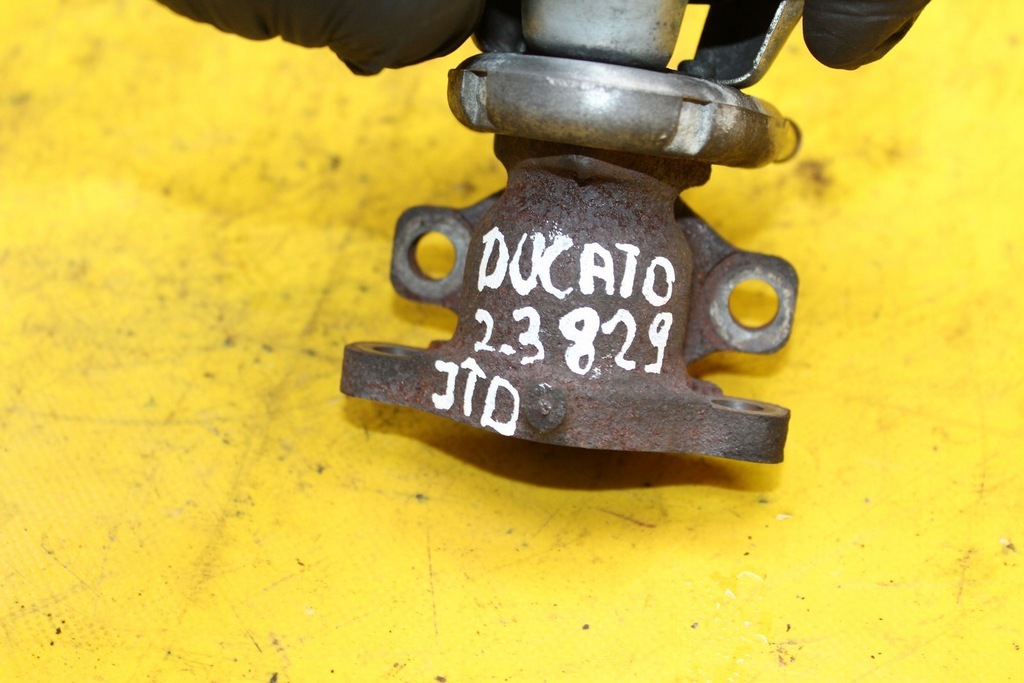 DUCATO
2.3 829
JTD